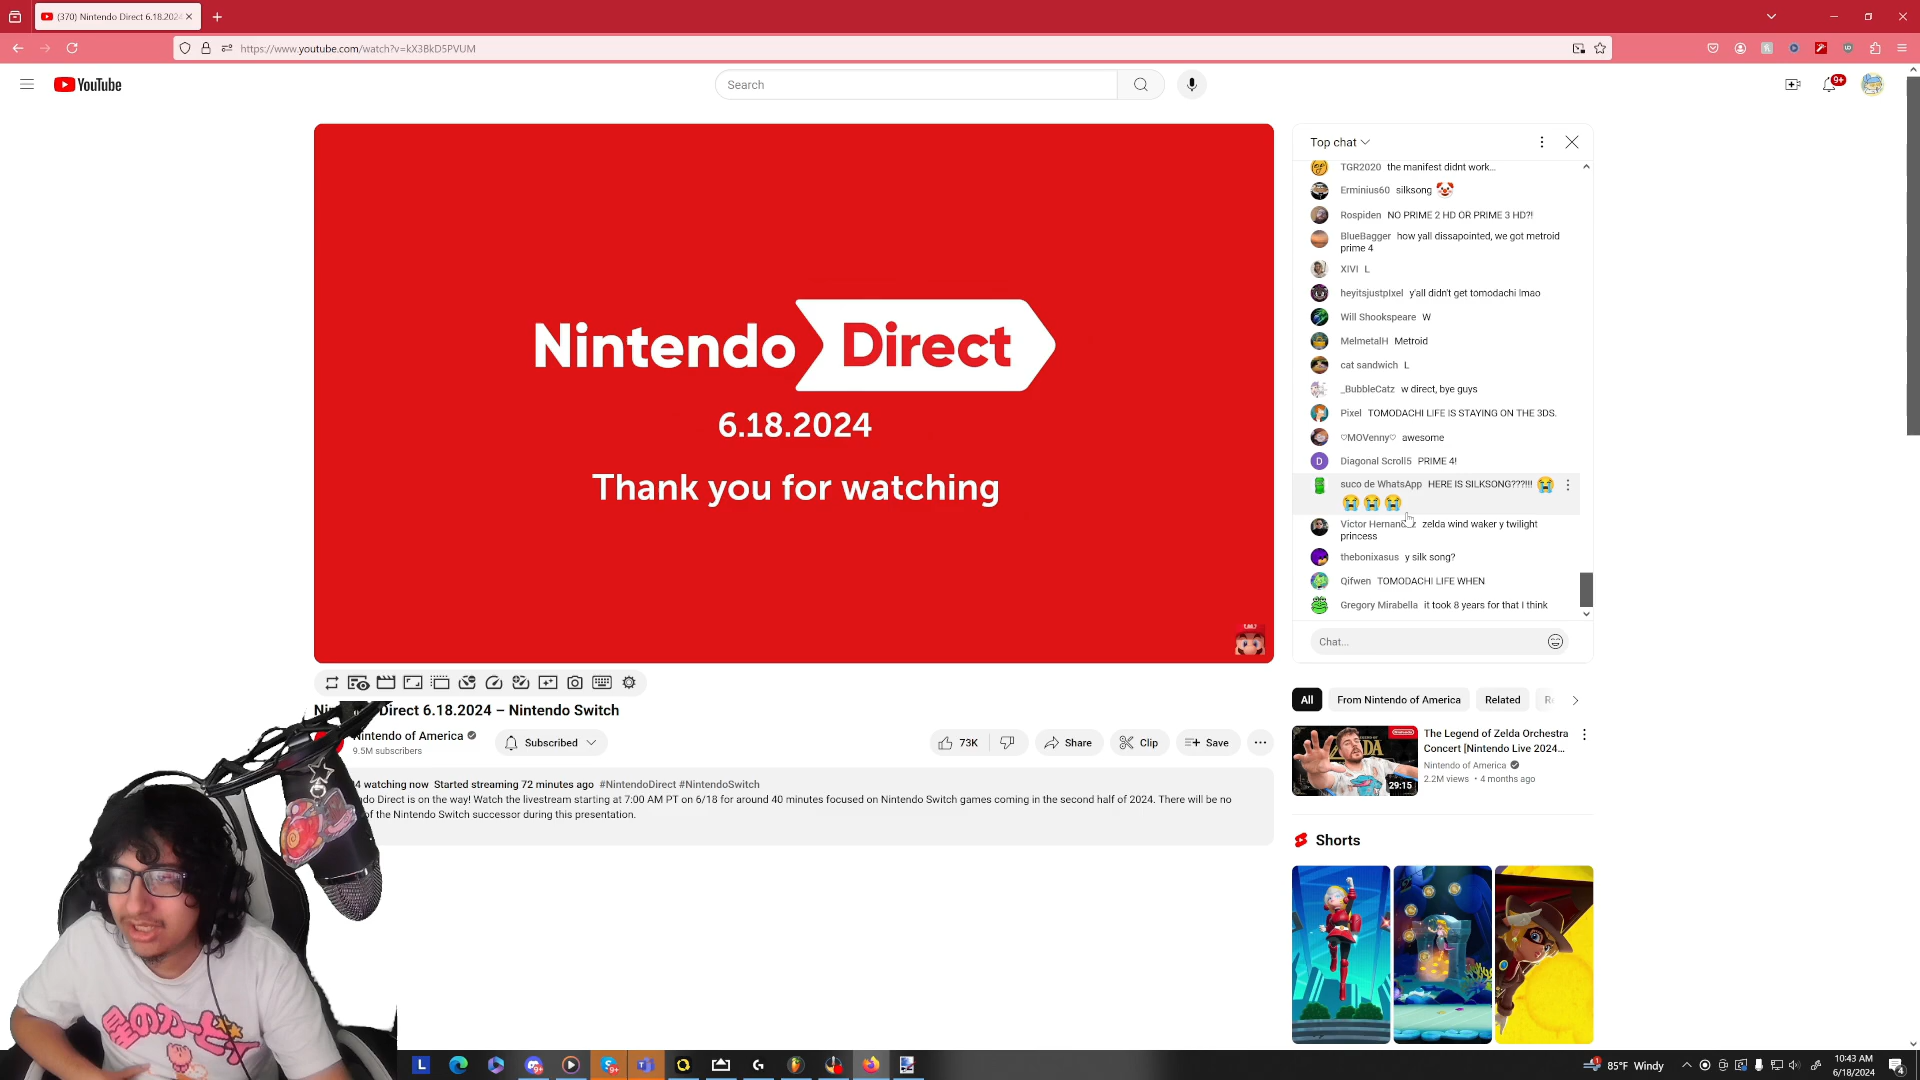 (370) Nintendo Direct 6.18.2024
https://www.youtube.com/watch?v=kX3BkD5PVUM
YouTube
Search
9+
Nintendo Direct
6.18.2024
Thank you for watching
Top chat
TGR2020 the manifest didnt work...
Erminius60 silksong 🤡
Rospiden NO PRIME 2 HD OR PRIME 3 HD?!
BlueBagger how yall dissapointed, we got metroid
prime 4
XIVI L
heyitsjustpIxel y'all didn't get tomodachi lmao
Will Shookspeare W
MelmetalH Metroid
cat sandwich L
_BubbleCatz w direct, bye guys
Pixel TOMODACHI LIFE IS STAYING ON THE 3DS.
♡MOVenny♡ awesome
D Diagonal Scroll5 PRIME 4!
suco de WhatsApp HERE IS SILKSONG???!!! 😭
😭😭😭
Victor zelda wind waker y twilight
princess
thebonixasus y silk song?
Qifwen TOMODACHI LIFE WHEN
Gregory Mirabella it took 8 years for that I think
Chat...
Direct 6.18.2024 – Nintendo Switch
Nintendo of America
9.5M subscribers
Subscribed
73K
Share
Clip
Save
watching now Started streaming 72 minutes ago #NintendoDirect #NintendoSwitch
Direct is on the way! Watch the livestream starting at 7:00 AM PT on 6/18 for around 40 minutes focused on Nintendo Switch games coming in the second half of 2024. There will be no
of the Nintendo Switch successor during this presentation.
All
From Nintendo of America
Related
The Legend of Zelda Orchestra
Concert [Nintendo Live 2024...
Nintendo of America
2.2M views • 4 months ago
29:15
Shorts
星のカービィ
85°F Windy
10:43 AM
6/18/2024